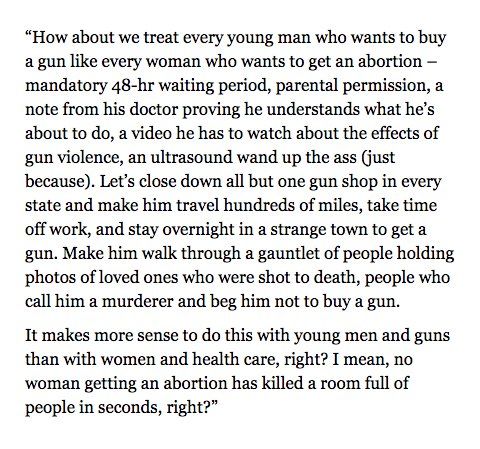 “How about we treat every young man who wants to buy
a gun like every woman who wants to get an abortion –
mandatory 48-hr waiting period, parental permission, a
note from his doctor proving he understands what he’s
about to do, a video he has to watch about the effects of
gun violence, an ultrasound wand up the ass (just
because). Let’s close down all but one gun shop in every
state and make him travel hundreds of miles, take time
off work, and stay overnight in a strange town to get a
gun. Make him walk through a gauntlet of people holding
photos of loved ones who were shot to death, people who
call him a murderer and beg him not to buy a gun.
It makes more sense to do this with young men and guns
than with women and health care, right? I mean, no
woman getting an abortion has killed a room full of
people in seconds, right?”